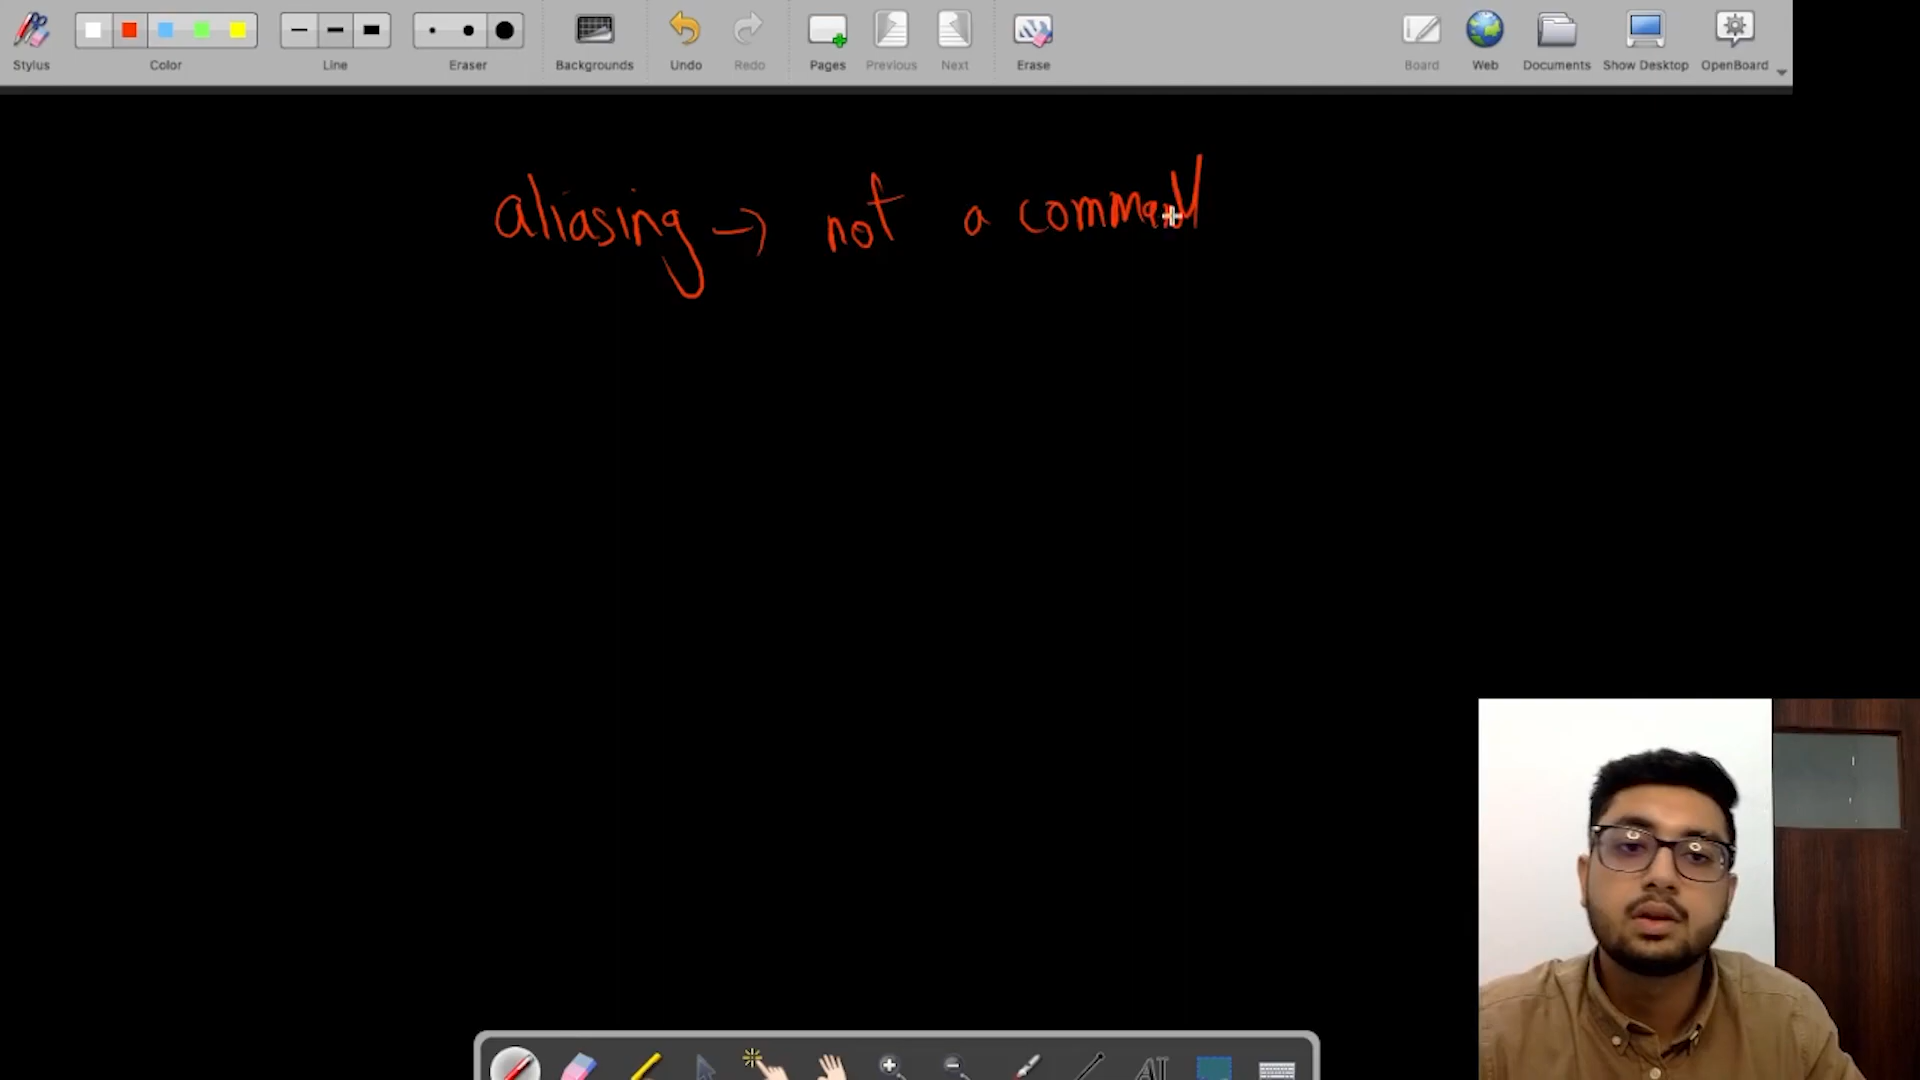 Stylus
Color
Line
Eraser
Backgrounds
Undo
Redo
Pages
Previous
Next
Erase
Board
Web
Documents
Show Desktop
OpenBoard
aliasing → not a command
AI